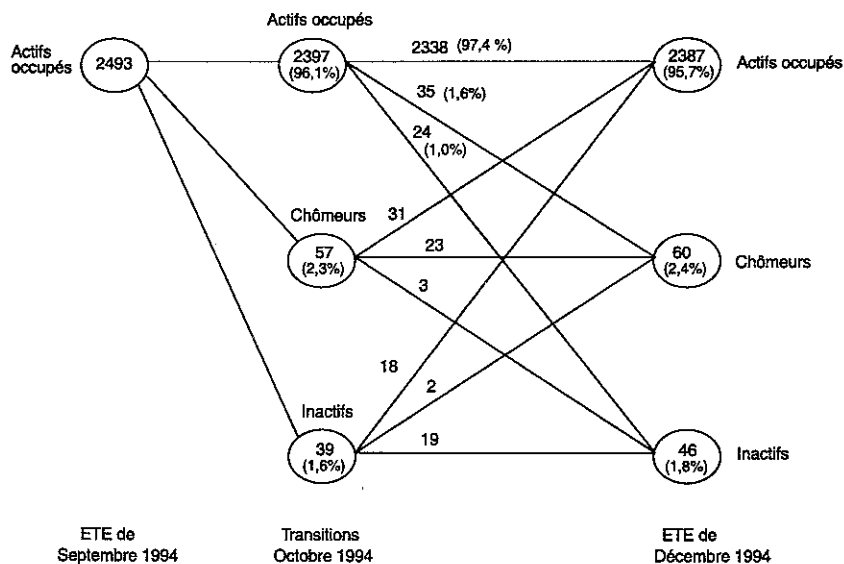 Actifs occupés
Actifs
occupés
2493
2397
(96,1%)
2338 (97,4 %)
2387
(95,7%)
Actifs occupés
35 (1,6%)
24
(1,0%)
Chômeurs
31
57
(2,3%)
23
60
(2,4%)
Chômeurs
3
18
2
Inactifs
39
(1,6%)
19
46
(1,8%)
Inactifs
ETE de
Septembre 1994
Transitions
Octobre 1994
ETE de
Décembre 1994